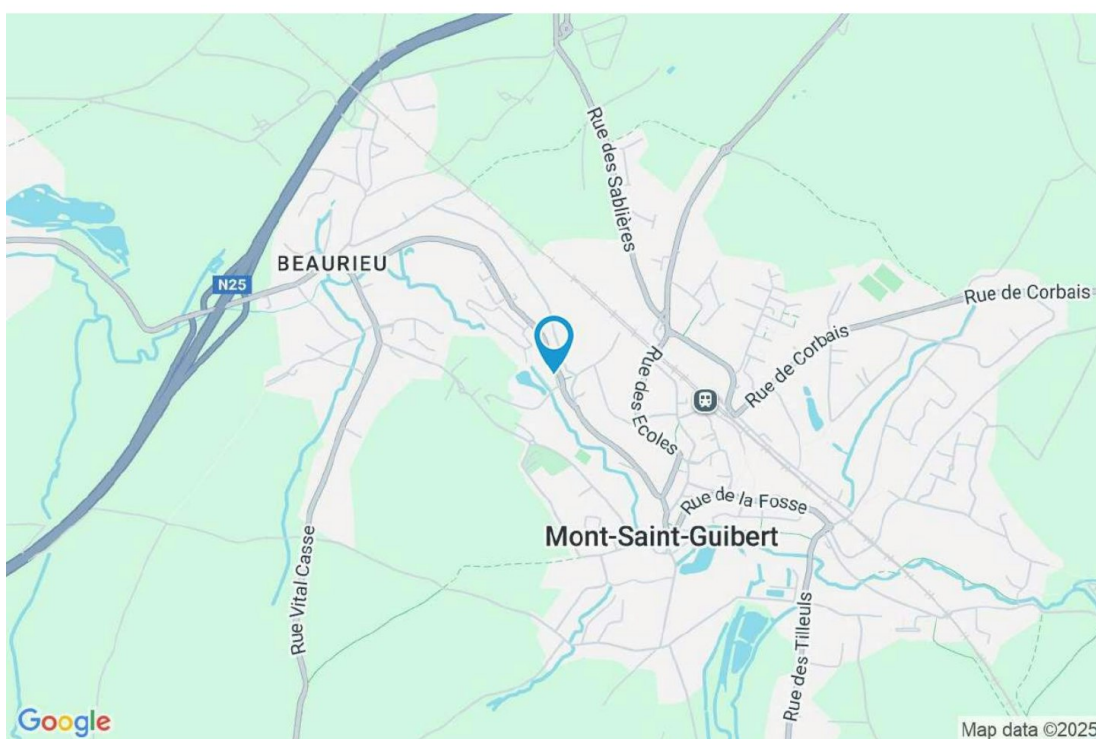 Rue des Sablières
BEAURIEU
N25
Rue de Corbais
Rue de Corbais
Rue des Ecoles
Rue de la Fosse
Mont-Saint-Guibert
Rue Vital Casse
Rue des Tilleuls
Google
Map data ©2025